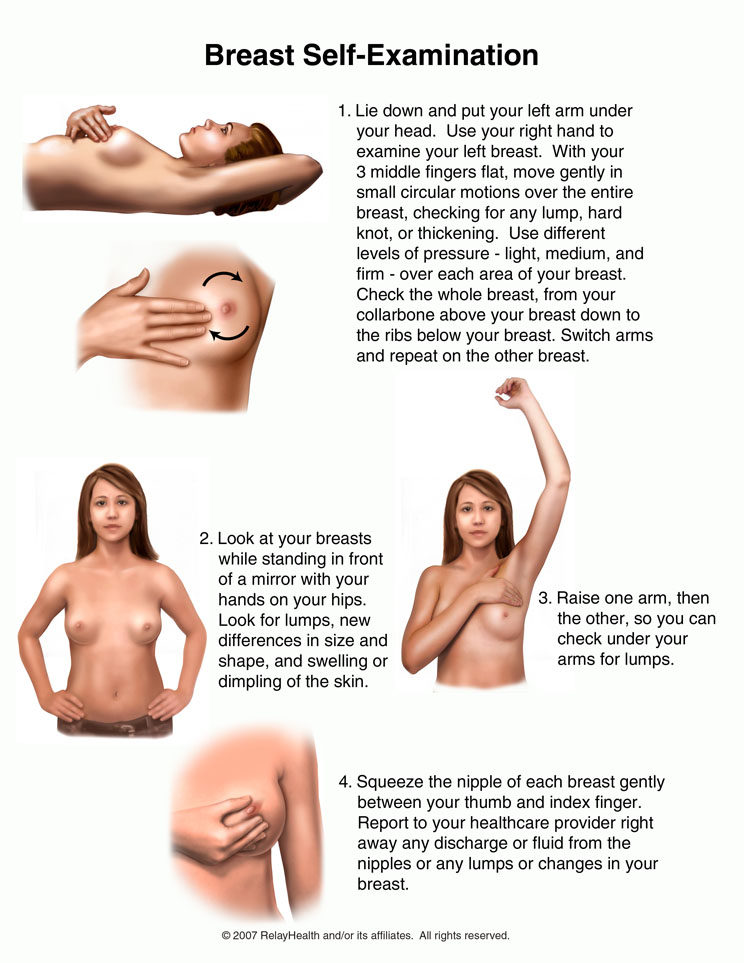 Breast Self-Examination
1. Lie down and put your left arm under
your head.  Use your right hand to
examine your left breast.  With your
3 middle fingers flat, move gently in
small circular motions over the entire
breast, checking for any lump, hard
knot, or thickening.  Use different
levels of pressure - light, medium, and
firm - over each area of your breast.
Check the whole breast, from your
collarbone above your breast down to
the ribs below your breast. Switch arms
and repeat on the other breast.
2. Look at your breasts
while standing in front
of a mirror with your
hands on your hips.
Look for lumps, new
differences in size and
shape, and swelling or
dimpling of the skin.
3. Raise one arm, then
the other, so you can
check under your
arms for lumps.
4. Squeeze the nipple of each breast gently
between your thumb and index finger.
Report to your healthcare provider right
away any discharge or fluid from the
nipples or any lumps or changes in your
breast.
© 2007 RelayHealth and/or its affiliates.  All rights reserved.